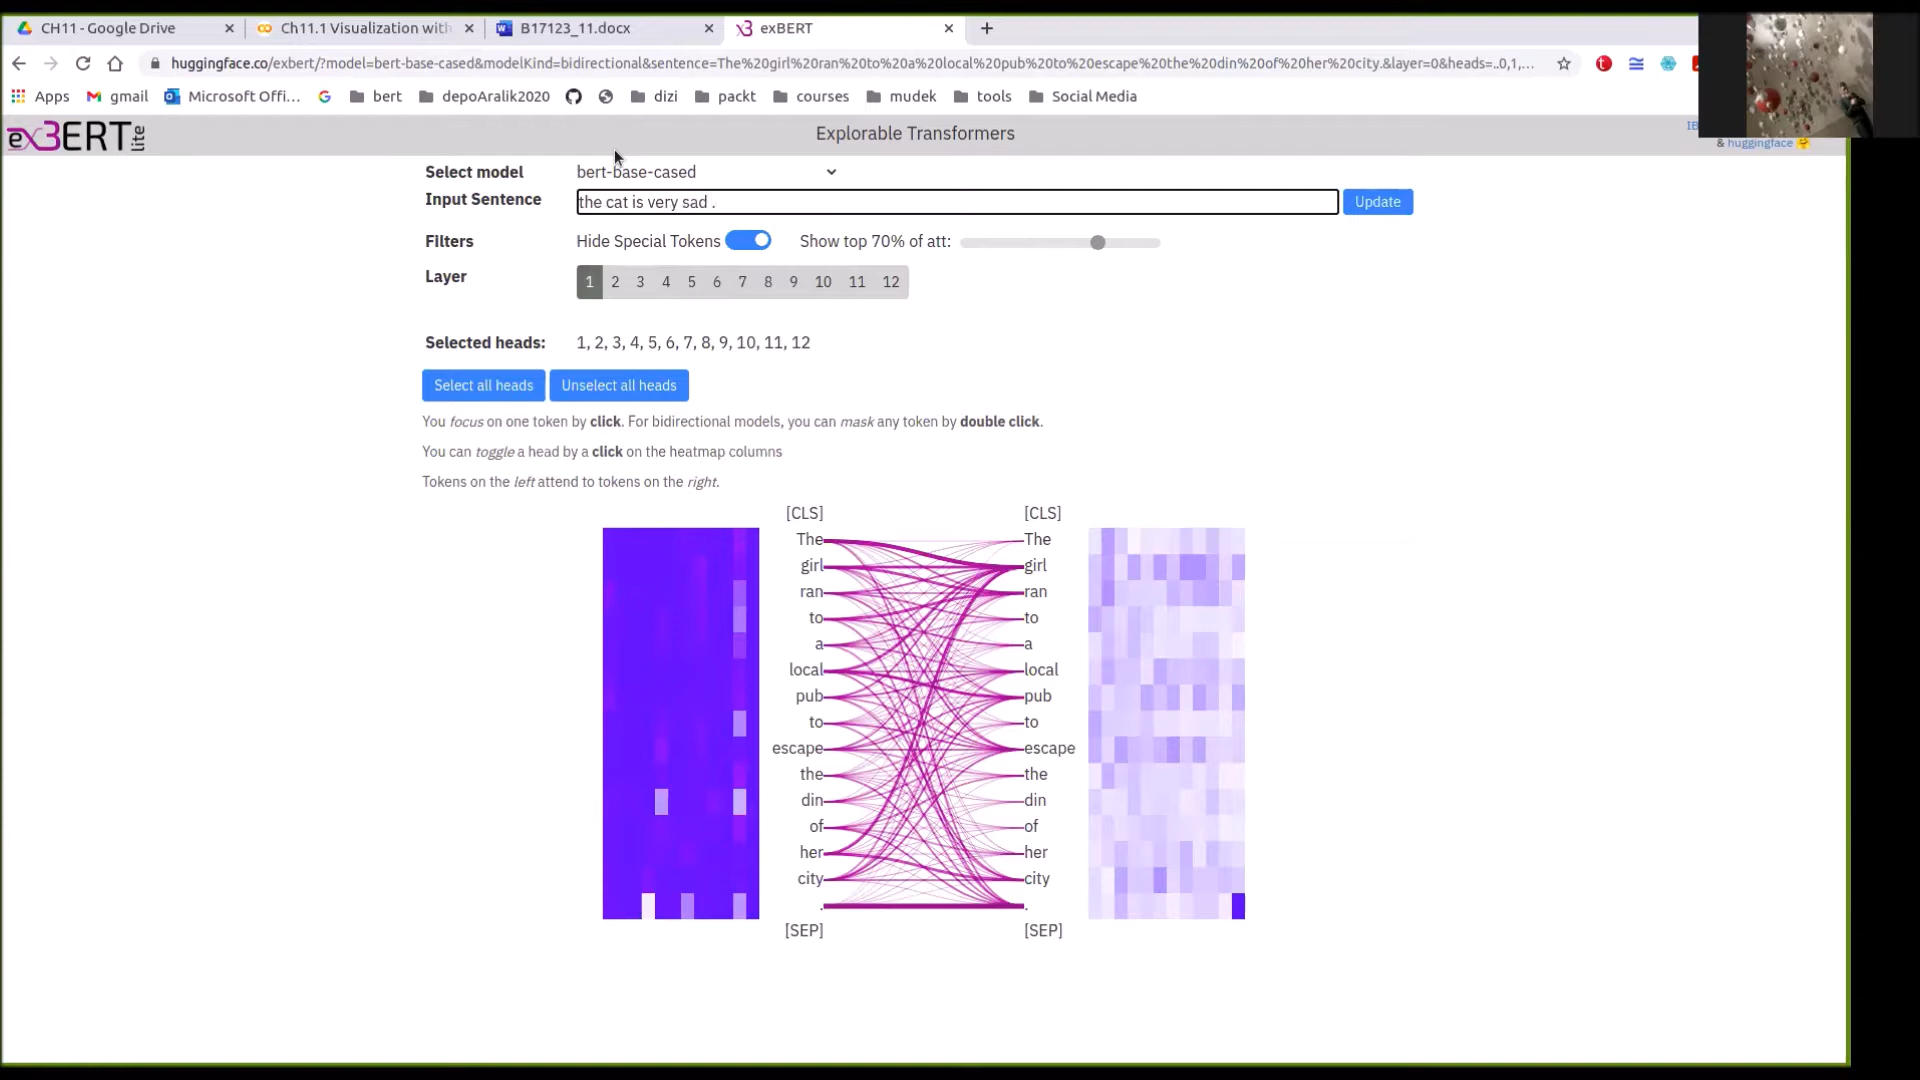 CH11 - Google Drive
Ch11.1 Visualization with
B17123_11.docx
exBERT
huggingface.co/exbert/?model=bert-base-cased&modelKind=bidirectional&sentence=The%20girl%20ran%20to%20a%20local%20pub%20to%20escape%20the%20din%20of%20her%20city.&layer=0&heads=..0,1,...
Apps
gmail
Microsoft Offi...
bert
depoAralik2020
dizi
packt
courses
mudek
tools
Social Media
exBERT lite
Explorable Transformers
IB
& huggingface
Select model
bert-base-cased
Input Sentence
the cat is very sad .
Update
Filters
Hide Special Tokens
Show top 70% of att:
Layer
1 2 3 4 5 6 7 8 9 10 11 12
Selected heads:
1, 2, 3, 4, 5, 6, 7, 8, 9, 10, 11, 12
Select all heads
Unselect all heads
You focus on one token by click. For bidirectional models, you can mask any token by double click.
You can toggle a head by a click on the heatmap columns
Tokens on the left attend to tokens on the right.
[CLS] [CLS]
The The
girl girl
ran ran
to to
a a
local local
pub pub
to to
escape escape
the the
din din
of of
her her
city city
. .
[SEP] [SEP]